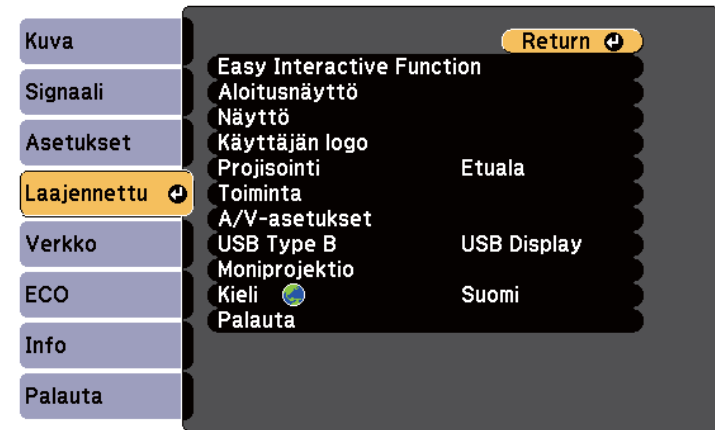 Kuva
Signaali
Asetukset
Laajennettu
Verkko
ECO
Info
Palauta
Return
Easy Interactive Function
Aloitusnäyttö
Näyttö
Käyttäjän logo
Projisointi Etuala
Toiminta
A/V-asetukset
USB Type B USB Display
Moniprojektio
Kieli Suomi
Palauta